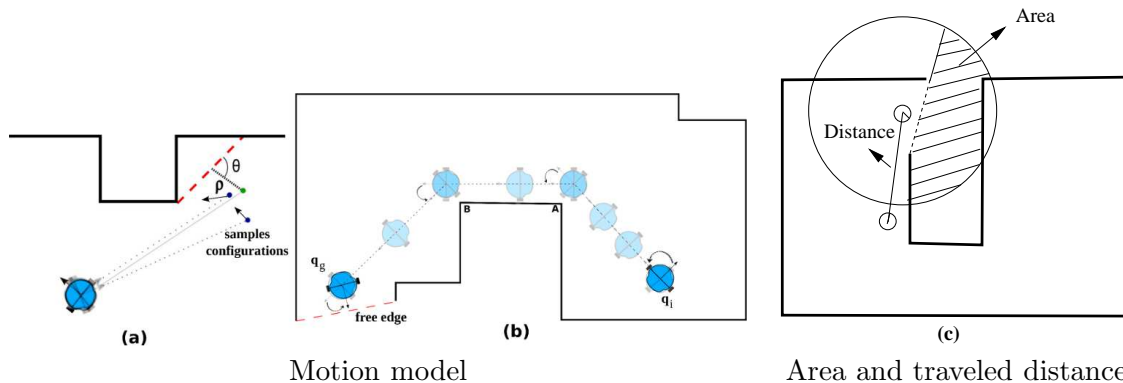 θ
ρ
samples
configurations
(a)
B
A
q_g
q_i
free edge
(b)
Area
Distance
(c)
Motion model
Area and traveled distance